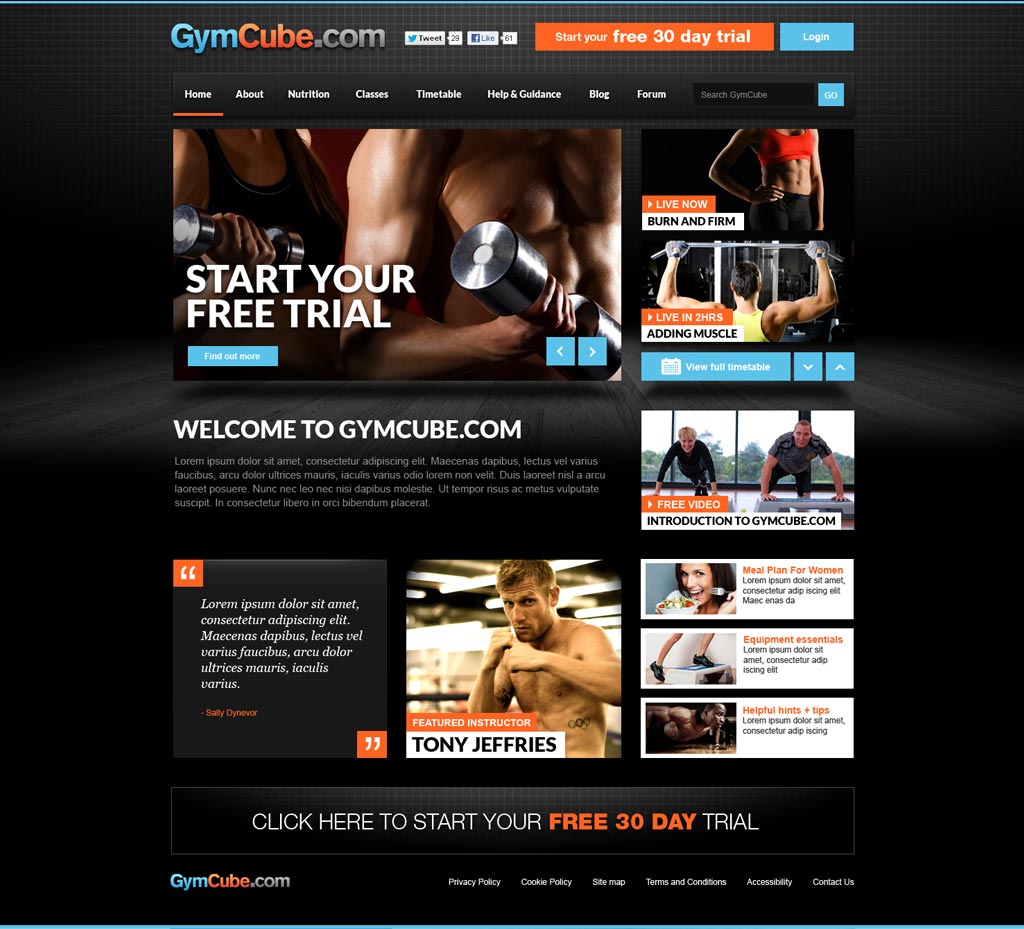 GymCube.com
Tweet 29 Like 61
Start your free 30 day trial
Login
Home About Nutrition Classes Timetable Help & Guidance Blog Forum
Search GymCube GO
START YOUR
FREE TRIAL
Find out more
LIVE NOW
BURN AND FIRM
LIVE IN 2HRS
ADDING MUSCLE
View full timetable
WELCOME TO GYMCUBE.COM
Lorem ipsum dolor sit amet, consectetur adipiscing elit. Maecenas dapibus, lectus vel varius
faucibus, arcu dolor ultrices mauris, iaculis varius odio lorem non velit. Duis laoreet nisl a arcu
laoreet posuere. Nunc nec leo nec nisi dapibus molestie. Ut tempor risus ac metus vulputate
suscipit. In consectetur libero in orci bibendum placerat.
FREE VIDEO
INTRODUCTION TO GYMCUBE.COM
“
Lorem ipsum dolor sit amet,
consectetur adipiscing elit.
Maecenas dapibus, lectus vel
varius faucibus, arcu dolor
ultrices mauris, iaculis
varius.
- Sally Dynevor
”
FEATURED INSTRUCTOR
TONY JEFFRIES
Meal Plan For Women
Lorem ipsum dolor sit amet,
consectetur adip iscing elit
Maec enas da
Equipment essentials
Lorem ipsum dolor sit
amet, consectetur adip
iscing elit
Helpful hints + tips
Lorem ipsum dolor sit amet,
consectetur adip iscing
CLICK HERE TO START YOUR FREE 30 DAY TRIAL
GymCube.com
Privacy Policy Cookie Policy Site map Terms and Conditions Accessibility Contact Us